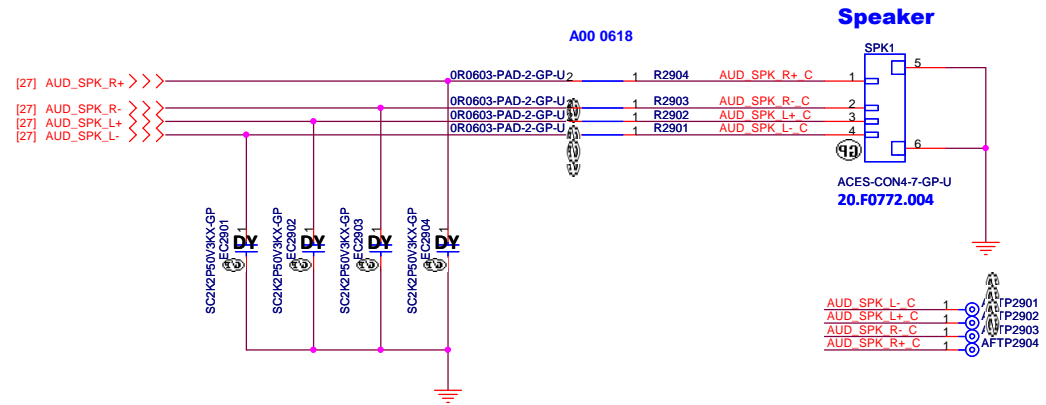 Speaker
A00 0618
SPK1
[27] AUD_SPK_R+ 0R0603-PAD-2-GP-U 2 1 R2904 AUD_SPK_R+_C 1 5
[27] AUD_SPK_R- 0R0603-PAD-2-GP-U 1 R2903 AUD_SPK_R-_C 2
[27] AUD_SPK_L+ 0R0603-PAD-2-GP-U 1 R2902 AUD_SPK_L+_C 3
[27] AUD_SPK_L- 0R0603-PAD-2-GP-U 1 R2901 AUD_SPK_L-_C 4 6
ACES-CON4-7-GP-U
20.F0772.004
SC2K2P50V3KX-GP
EC2901
1
DY
SC2K2P50V3KX-GP
EC2902
1
DY
SC2K2P50V3KX-GP
EC2903
1
DY
SC2K2P50V3KX-GP
EC2904
1
DY
AUD_SPK_L-_C 1
AUD_SPK_L+_C 1
AUD_SPK_R-_C 1
AUD_SPK_R+_C 1 AFTP2904